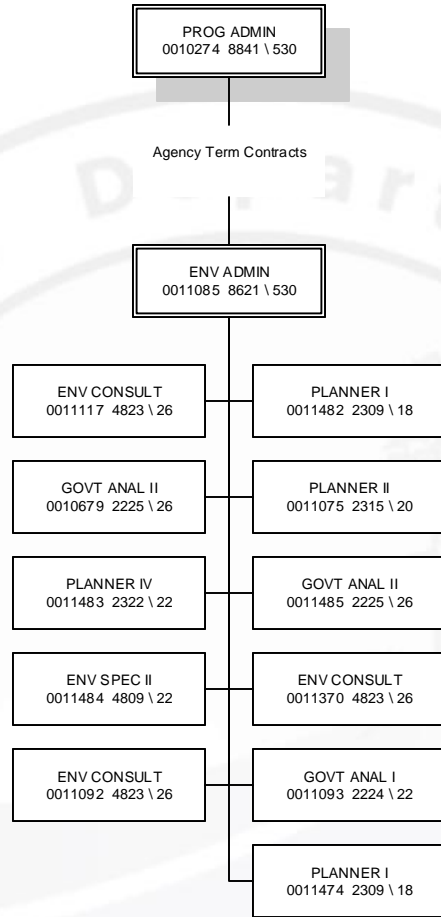 PROG ADMIN
0010274 8841 \ 530
Agency Term Contracts
ENV ADMIN
0011085 8621 \ 530
ENV CONSULT
0011117 4823 \ 26
PLANNER I
0011482 2309 \ 18
GOVT ANAL II
0010679 2225 \ 26
PLANNER II
0011075 2315 \ 20
PLANNER IV
0011483 2322 \ 22
GOVT ANAL II
0011485 2225 \ 26
ENV SPEC II
0011484 4809 \ 22
ENV CONSULT
0011370 4823 \ 26
ENV CONSULT
0011092 4823 \ 26
GOVT ANAL I
0011093 2224 \ 22
PLANNER I
0011474 2309 \ 18